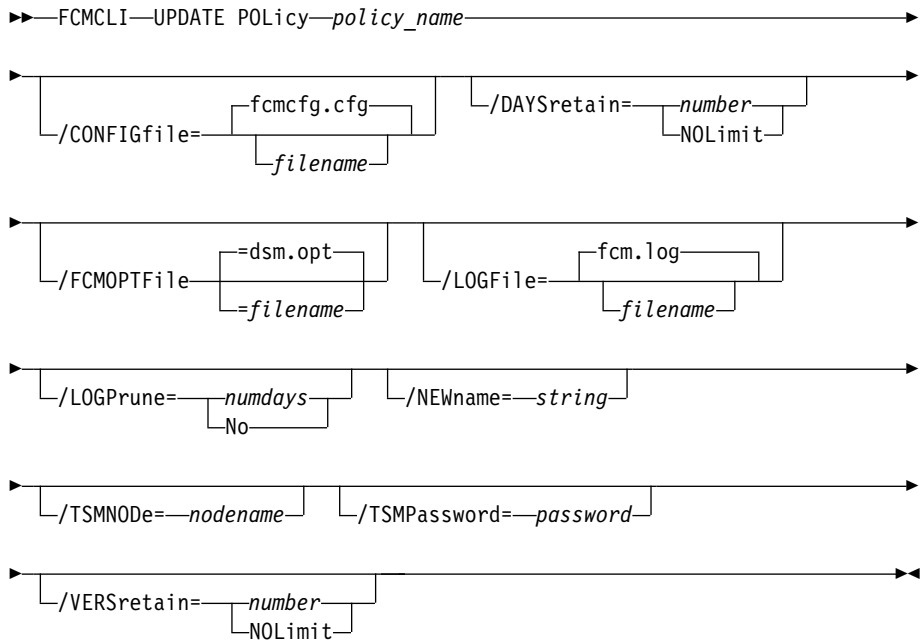 FCMCLI UPDATE POLicy policy_name
fcmcfg.cfg
/CONFIGfile=
filename
/DAYSretain= number
NOLimit
=dsm.opt
/FCMOPTFile
=filename
fcm.log
/LOGFile=
filename
/LOGPrune= numdays
No
/NEWname= string
/TSMNODe= nodename /TSMPassword= password
/VERSretain= number
NOLimit